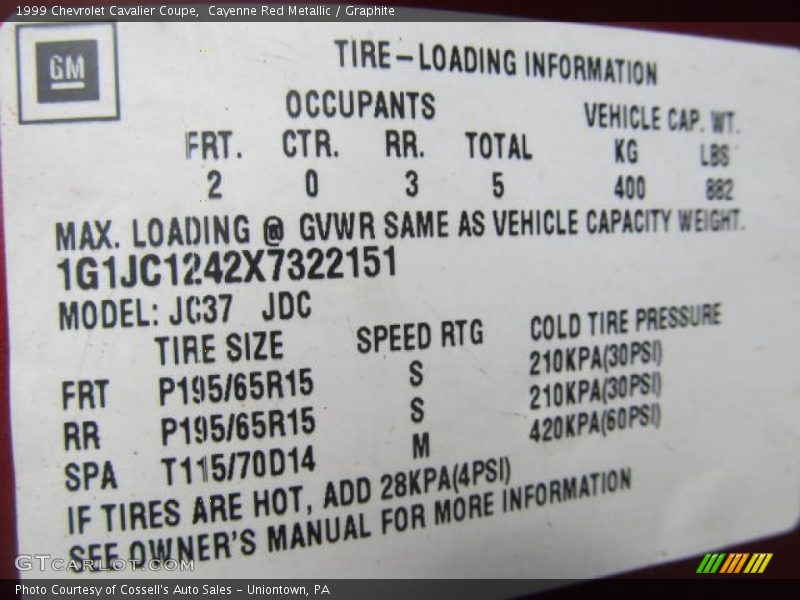 1999 Chevrolet Cavalier Coupe,  Cayenne Red Metallic / Graphite
GM
TIRE-LOADING INFORMATION
OCCUPANTS VEHICLE CAP. WT.
FRT. CTR. RR. TOTAL KG LBS
2 0 3 5 400 882
MAX. LOADING @ GVWR SAME AS VEHICLE CAPACITY WEIGHT.
1G1JC1242X7322151
MODEL: JC37 JDC
TIRE SIZE SPEED RTG COLD TIRE PRESSURE
FRT P195/65R15 S 210KPA(30PSI)
RR P195/65R15 S 210KPA(30PSI)
SPA T115/70D14 M 420KPA(60PSI)
IF TIRES ARE HOT, ADD 28KPA(4PSI)
SEE OWNER'S MANUAL FOR MORE INFORMATION
GTCarLot.com
Photo Courtesy of Cossell's Auto Sales - Uniontown, PA